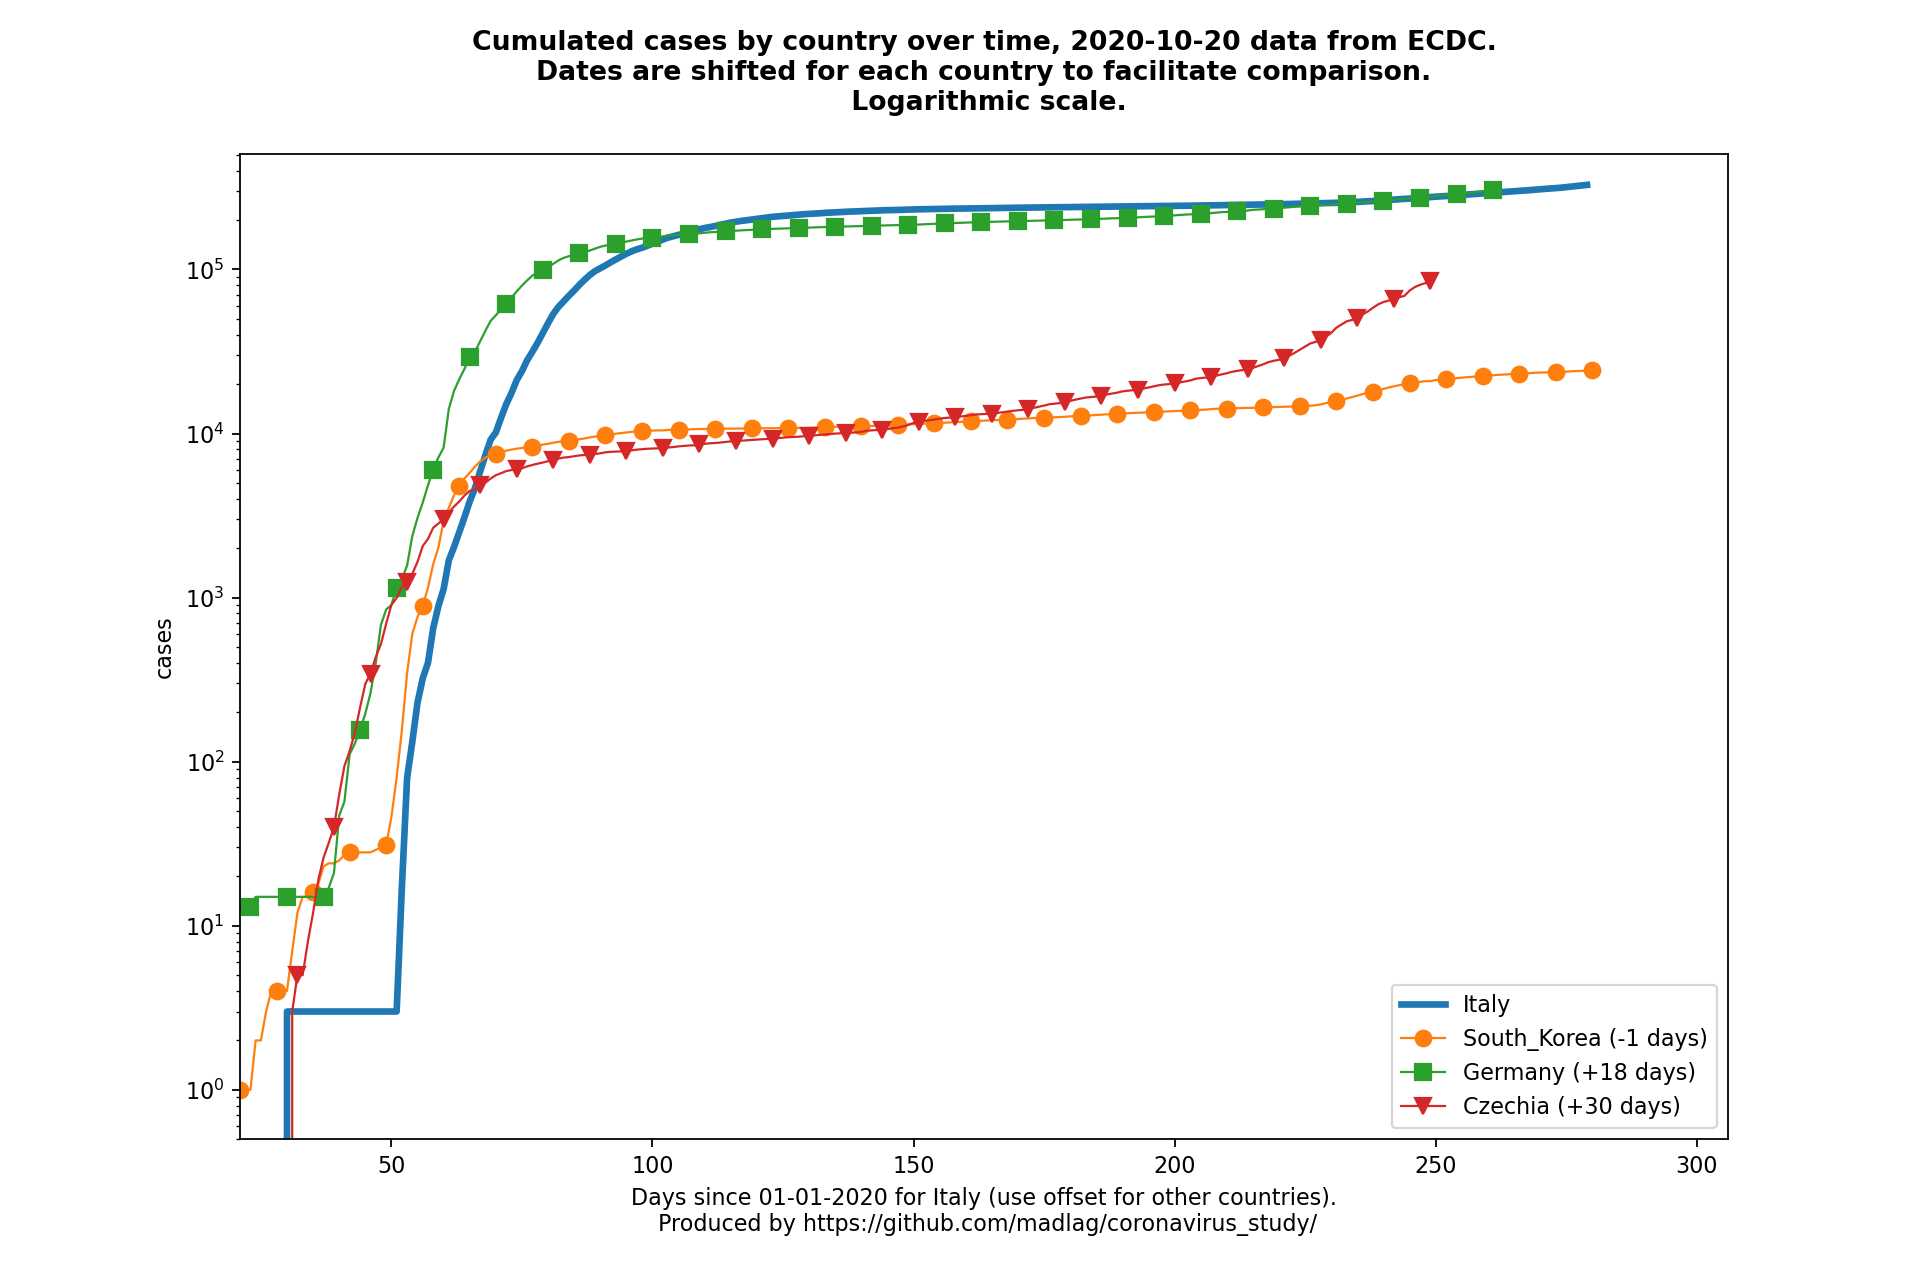 Cumulated cases by country over time, 2020-10-20 data from ECDC.
Dates are shifted for each country to facilitate comparison.
Logarithmic scale.
10^5
10^4
10^3
10^2
10^1
10^0
cases
50 100 150 200 250 300
Italy
South_Korea (-1 days)
Germany (+18 days)
Czechia (+30 days)
Days since 01-01-2020 for Italy (use offset for other countries).
Produced by https://github.com/madlag/coronavirus_study/